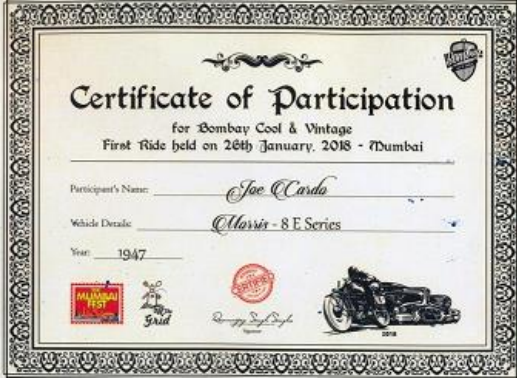 Certificate of Participation
for Bombay Cool & Vintage
First Ride held on 26th January, 2018 - Mumbai
Participant's Name: Joe Carda
Vehicle Details: Morris - 8 E Series
Year: 1947
MUMBAI
FEST
Grid
CERTIFIED
Signature
2018